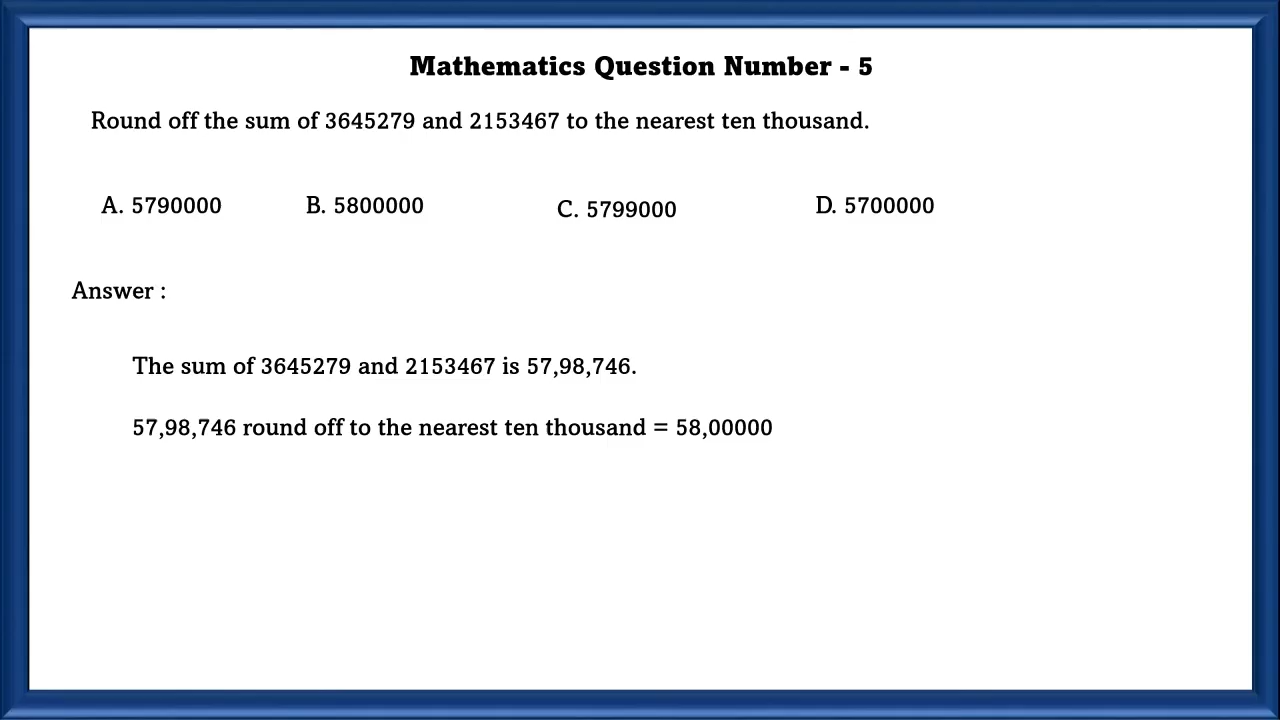 Mathematics Question Number - 5
Round off the sum of 3645279 and 2153467 to the nearest ten thousand.
A. 5790000 B. 5800000 C. 5799000 D. 5700000
Answer :
The sum of 3645279 and 2153467 is 57,98,746.
57,98,746 round off to the nearest ten thousand = 58,00000